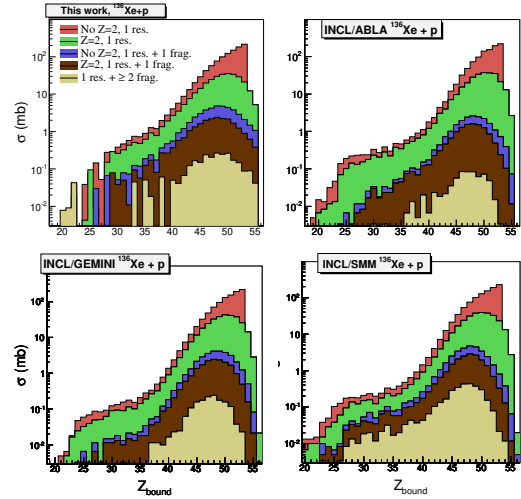 This work, ¹³⁶Xe+p
No Z=2, 1 res.
Z=2, 1 res.
No Z=2, 1 res. + 1 frag.
Z=2, 1 res. + 1 frag.
1 res. + ≥ 2 frag.
σ (mb)
10²
10
1
10⁻¹
10⁻²
20 25 30 35 40 45 50 55
INCL/ABLA ¹³⁶Xe + p
10²
10
1
10⁻¹
10⁻²
20 25 30 35 40 45 50 55
INCL/GEMINI ¹³⁶Xe + p
σ (mb)
10²
10
1
10⁻¹
10⁻²
20 25 30 35 40 45 50 55
Z_bound
INCL/SMM ¹³⁶Xe + p
10²
10
1
10⁻¹
10⁻²
20 25 30 35 40 45 50 55
Z_bound